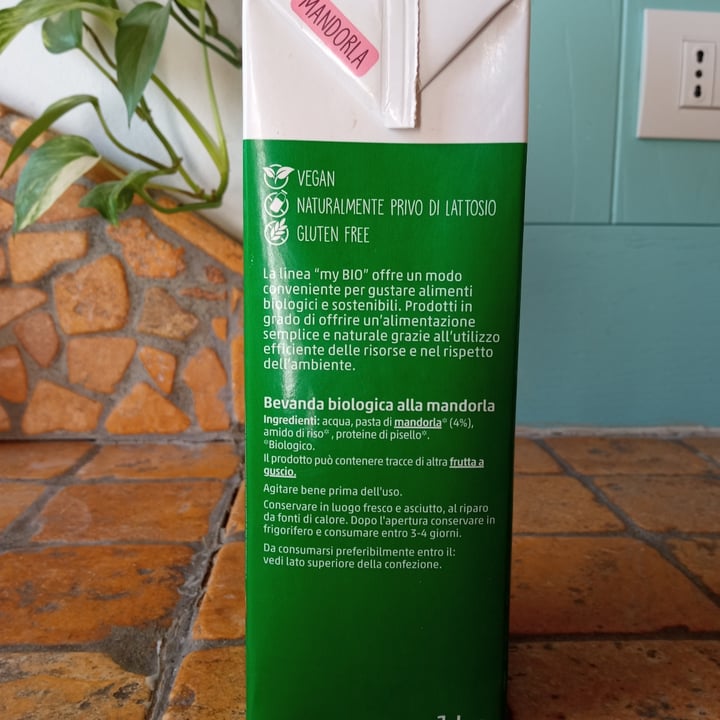 MANDORLA
VEGAN
NATURALMENTE PRIVO DI LATTOSIO
GLUTEN FREE
La linea “my BIO” offre un modo
conveniente per gustare alimenti
biologici e sostenibili. Prodotti in
grado di offrire un'alimentazione
semplice e naturale grazie all'utilizzo
efficiente delle risorse e nel rispetto
dell'ambiente.
Bevanda biologica alla mandorla
Ingredienti: acqua, pasta di mandorla* (4%),
amido di riso* , proteine di pisello*.
*Biologico.
Il prodotto può contenere tracce di altra frutta a
guscio.
Agitare bene prima dell'uso.
Conservare in luogo fresco e asciutto, al riparo
da fonti di calore. Dopo l'apertura conservare in
frigorifero e consumare entro 3-4 giorni.
Da consumarsi preferibilmente entro il:
vedi lato superiore della confezione.